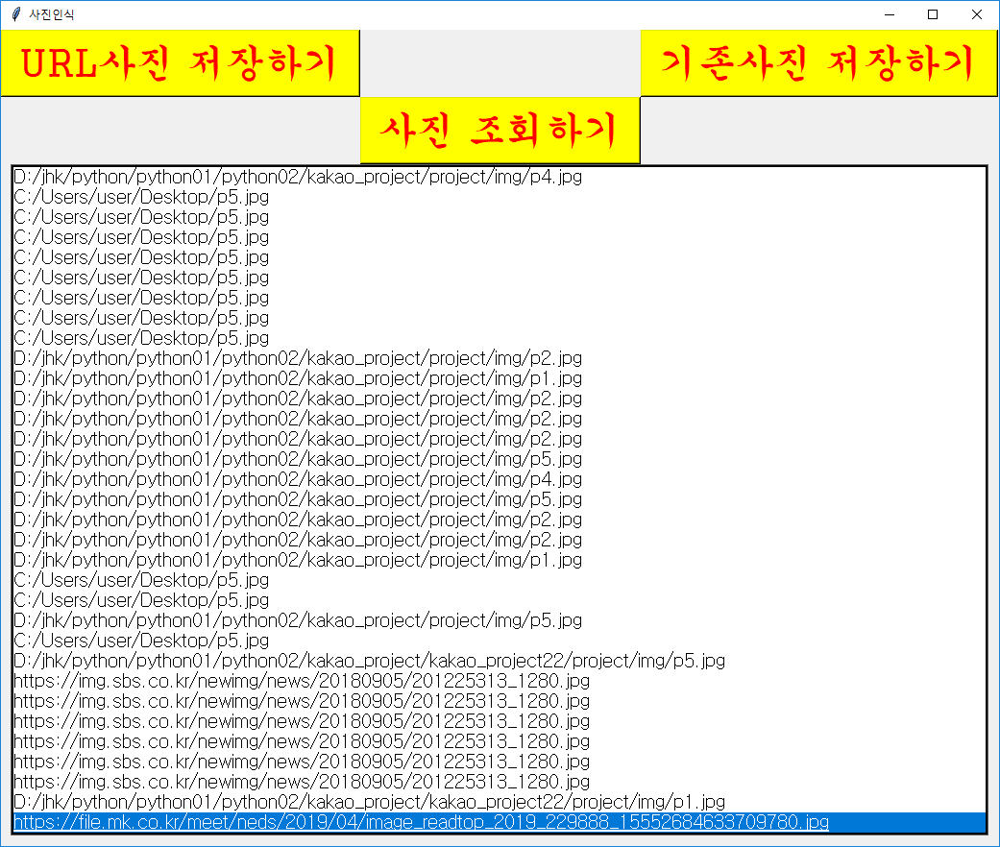 사진인식
URL사진 저장하기
기존사진 저장하기
사진 조회하기
D:/jhk/python/python01/python02/kakao_project/project/img/p4.jpg
C:/Users/user/Desktop/p5.jpg
C:/Users/user/Desktop/p5.jpg
C:/Users/user/Desktop/p5.jpg
C:/Users/user/Desktop/p5.jpg
C:/Users/user/Desktop/p5.jpg
C:/Users/user/Desktop/p5.jpg
C:/Users/user/Desktop/p5.jpg
C:/Users/user/Desktop/p5.jpg
D:/jhk/python/python01/python02/kakao_project/project/img/p2.jpg
D:/jhk/python/python01/python02/kakao_project/project/img/p1.jpg
D:/jhk/python/python01/python02/kakao_project/project/img/p2.jpg
D:/jhk/python/python01/python02/kakao_project/project/img/p2.jpg
D:/jhk/python/python01/python02/kakao_project/project/img/p2.jpg
D:/jhk/python/python01/python02/kakao_project/project/img/p5.jpg
D:/jhk/python/python01/python02/kakao_project/project/img/p4.jpg
D:/jhk/python/python01/python02/kakao_project/project/img/p5.jpg
D:/jhk/python/python01/python02/kakao_project/project/img/p2.jpg
D:/jhk/python/python01/python02/kakao_project/project/img/p2.jpg
D:/jhk/python/python01/python02/kakao_project/project/img/p1.jpg
C:/Users/user/Desktop/p5.jpg
C:/Users/user/Desktop/p5.jpg
D:/jhk/python/python01/python02/kakao_project/project/img/p5.jpg
C:/Users/user/Desktop/p5.jpg
D:/jhk/python/python01/python02/kakao_project/kakao_project22/project/img/p5.jpg
https://img.sbs.co.kr/newimg/news/20180905/201225313_1280.jpg
https://img.sbs.co.kr/newimg/news/20180905/201225313_1280.jpg
https://img.sbs.co.kr/newimg/news/20180905/201225313_1280.jpg
https://img.sbs.co.kr/newimg/news/20180905/201225313_1280.jpg
https://img.sbs.co.kr/newimg/news/20180905/201225313_1280.jpg
https://img.sbs.co.kr/newimg/news/20180905/201225313_1280.jpg
D:/jhk/python/python01/python02/kakao_project/kakao_project22/project/img/p1.jpg
https://file.mk.co.kr/meet/neds/2019/04/image_readtop_2019_229888_15552684633709780.jpg